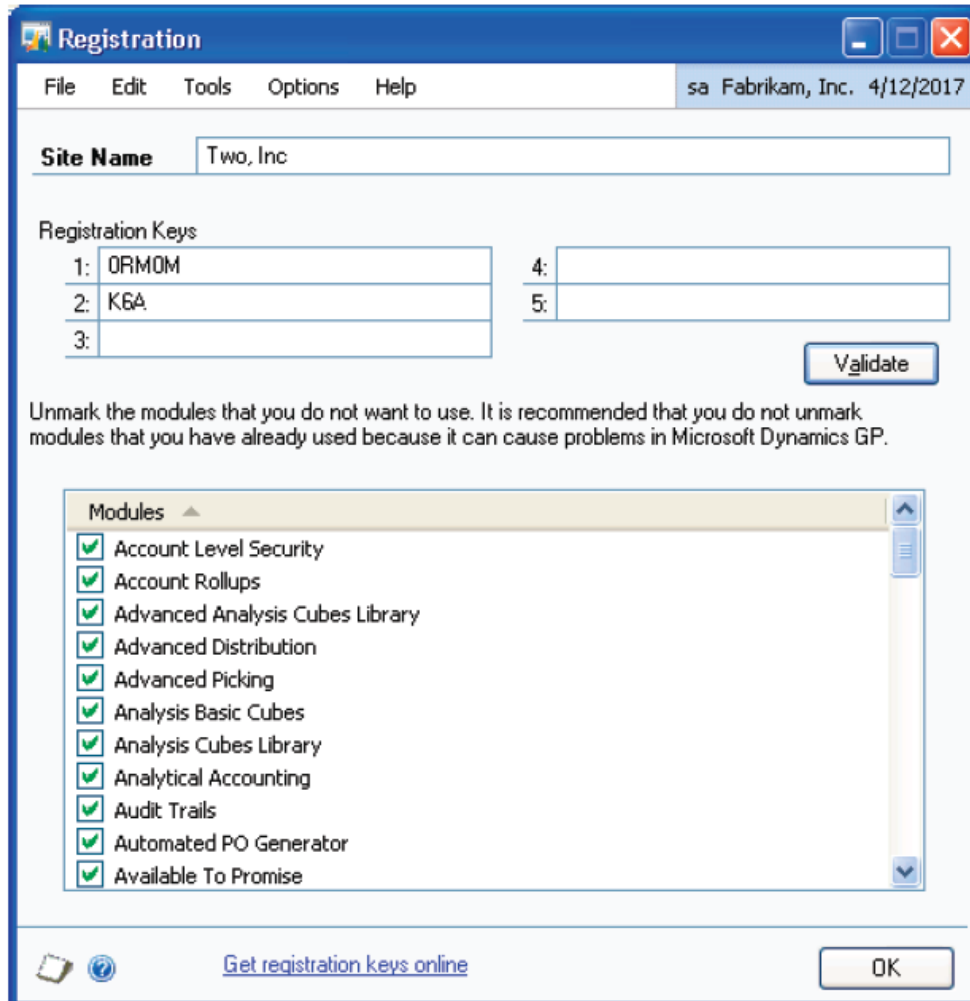 Registration
File Edit Tools Options Help sa Fabrikam, Inc. 4/12/2017
Site Name Two, Inc
Registration Keys
1: 0RM0M 4:
2: K6A 5:
3:
Validate
Unmark the modules that you do not want to use. It is recommended that you do not unmark
modules that you have already used because it can cause problems in Microsoft Dynamics GP.
Modules
Account Level Security
Account Rollups
Advanced Analysis Cubes Library
Advanced Distribution
Advanced Picking
Analysis Basic Cubes
Analysis Cubes Library
Analytical Accounting
Audit Trails
Automated PO Generator
Available To Promise
Get registration keys online OK